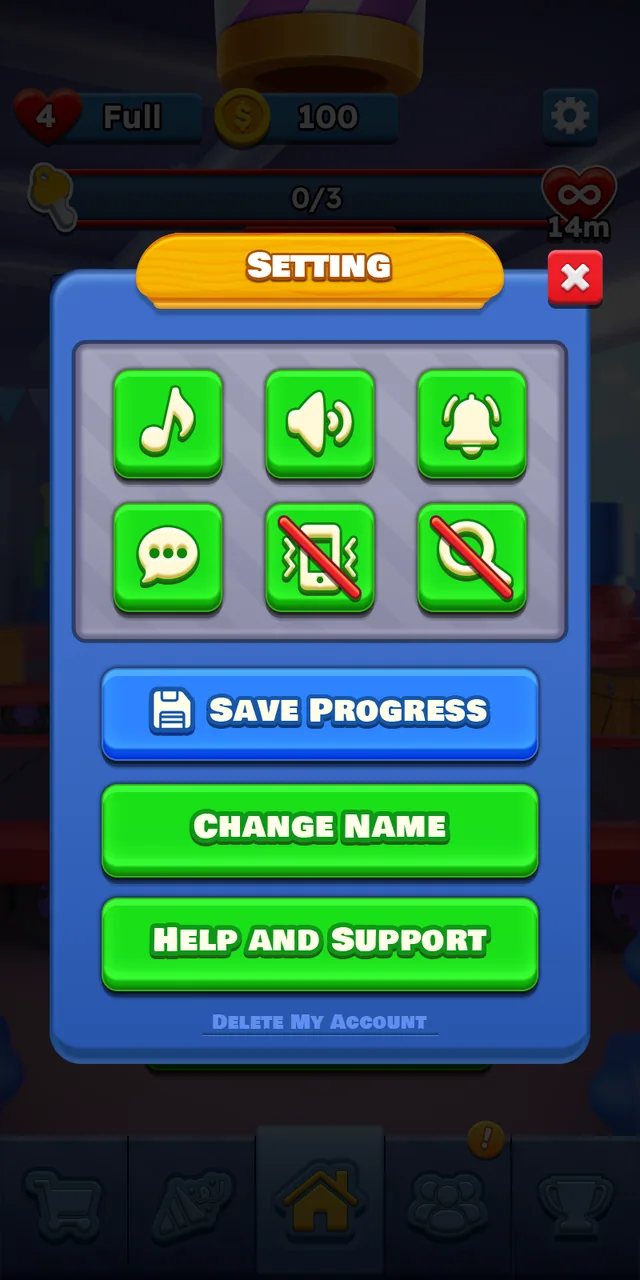 4 Full 100
0/3
14m
SETTING
SAVE PROGRESS
CHANGE NAME
HELP AND SUPPORT
DELETE MY ACCOUNT